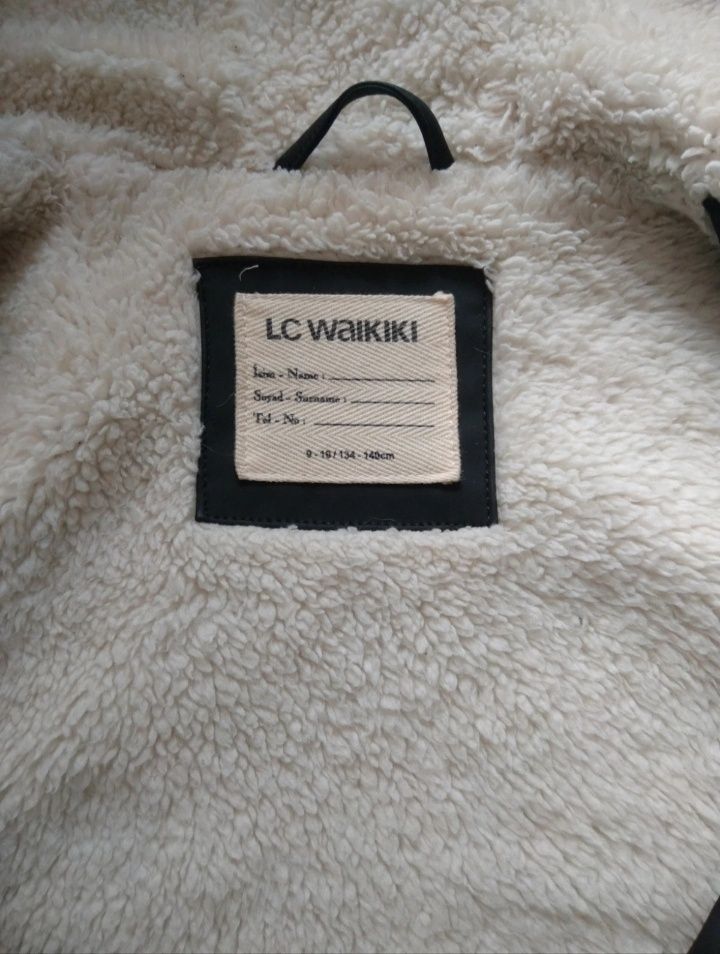 LC WAIKIKI
İsim - Name :
Soyad - Surname :
Tel - No :
9 - 10 / 134 - 140cm